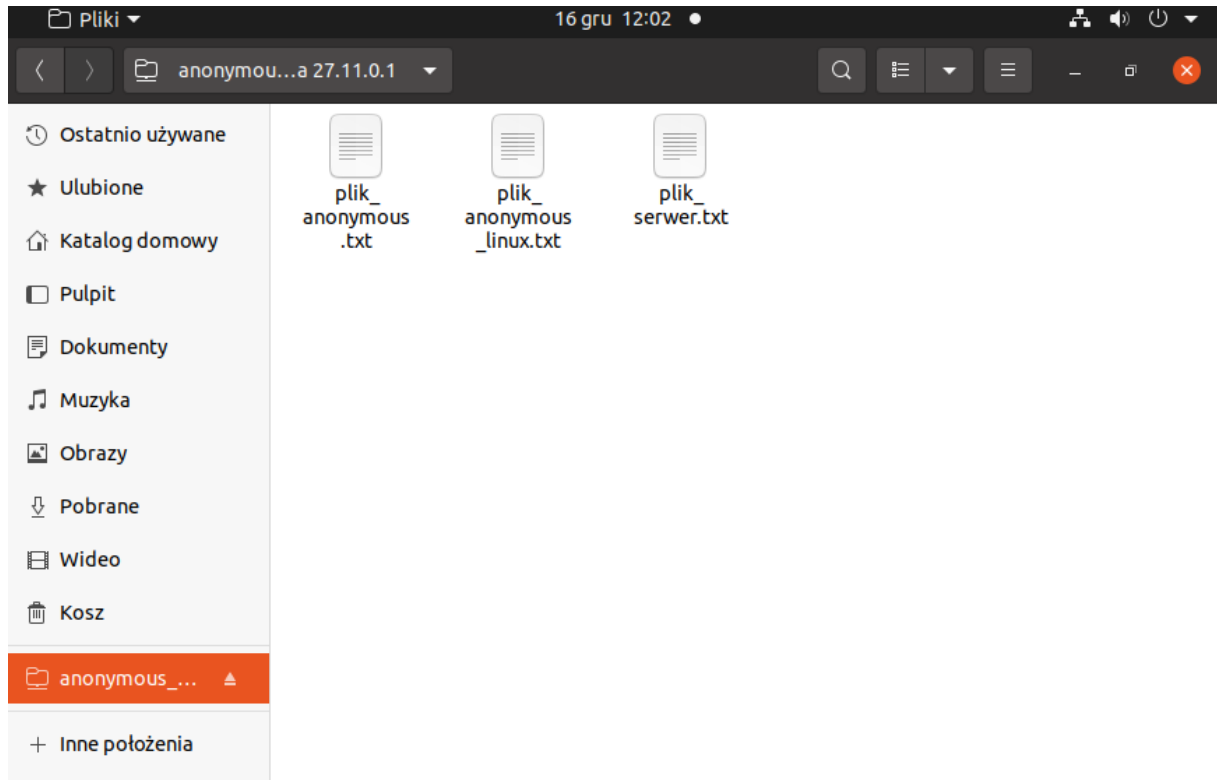 Pliki
16 gru 12:02
anonymou...a 27.11.0.1
Ostatnio używane
Ulubione
Katalog domowy
Pulpit
Dokumenty
Muzyka
Obrazy
Pobrane
Wideo
Kosz
anonymous_...
Inne położenia
plik_
anonymous
.txt
plik_
anonymous
_linux.txt
plik_
serwer.txt